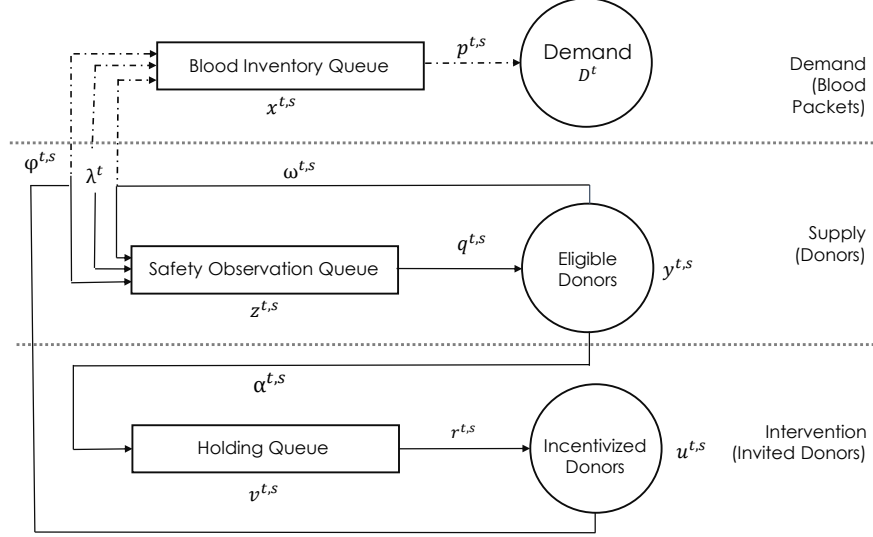 Blood Inventory Queue
x^{t,s}
p^{t,s}
Demand
D^t
Demand
(Blood
Packets)
φ^{t,s}
λ^t
ω^{t,s}
Safety Observation Queue
z^{t,s}
q^{t,s}
Eligible
Donors
y^{t,s}
Supply
(Donors)
α^{t,s}
Holding Queue
v^{t,s}
r^{t,s}
Incentivized
Donors
u^{t,s}
Intervention
(Invited Donors)